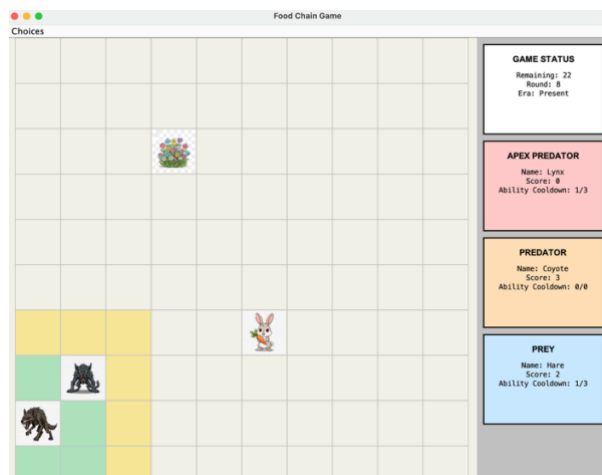 Food Chain Game
Choices
GAME STATUS
Remaining: 22
Round: 8
Era: Present
APEX PREDATOR
Name: Lynx
Score: 0
Ability Cooldown: 1/3
PREDATOR
Name: Coyote
Score: 3
Ability Cooldown: 0/0
PREY
Name: Hare
Score: 2
Ability Cooldown: 1/3